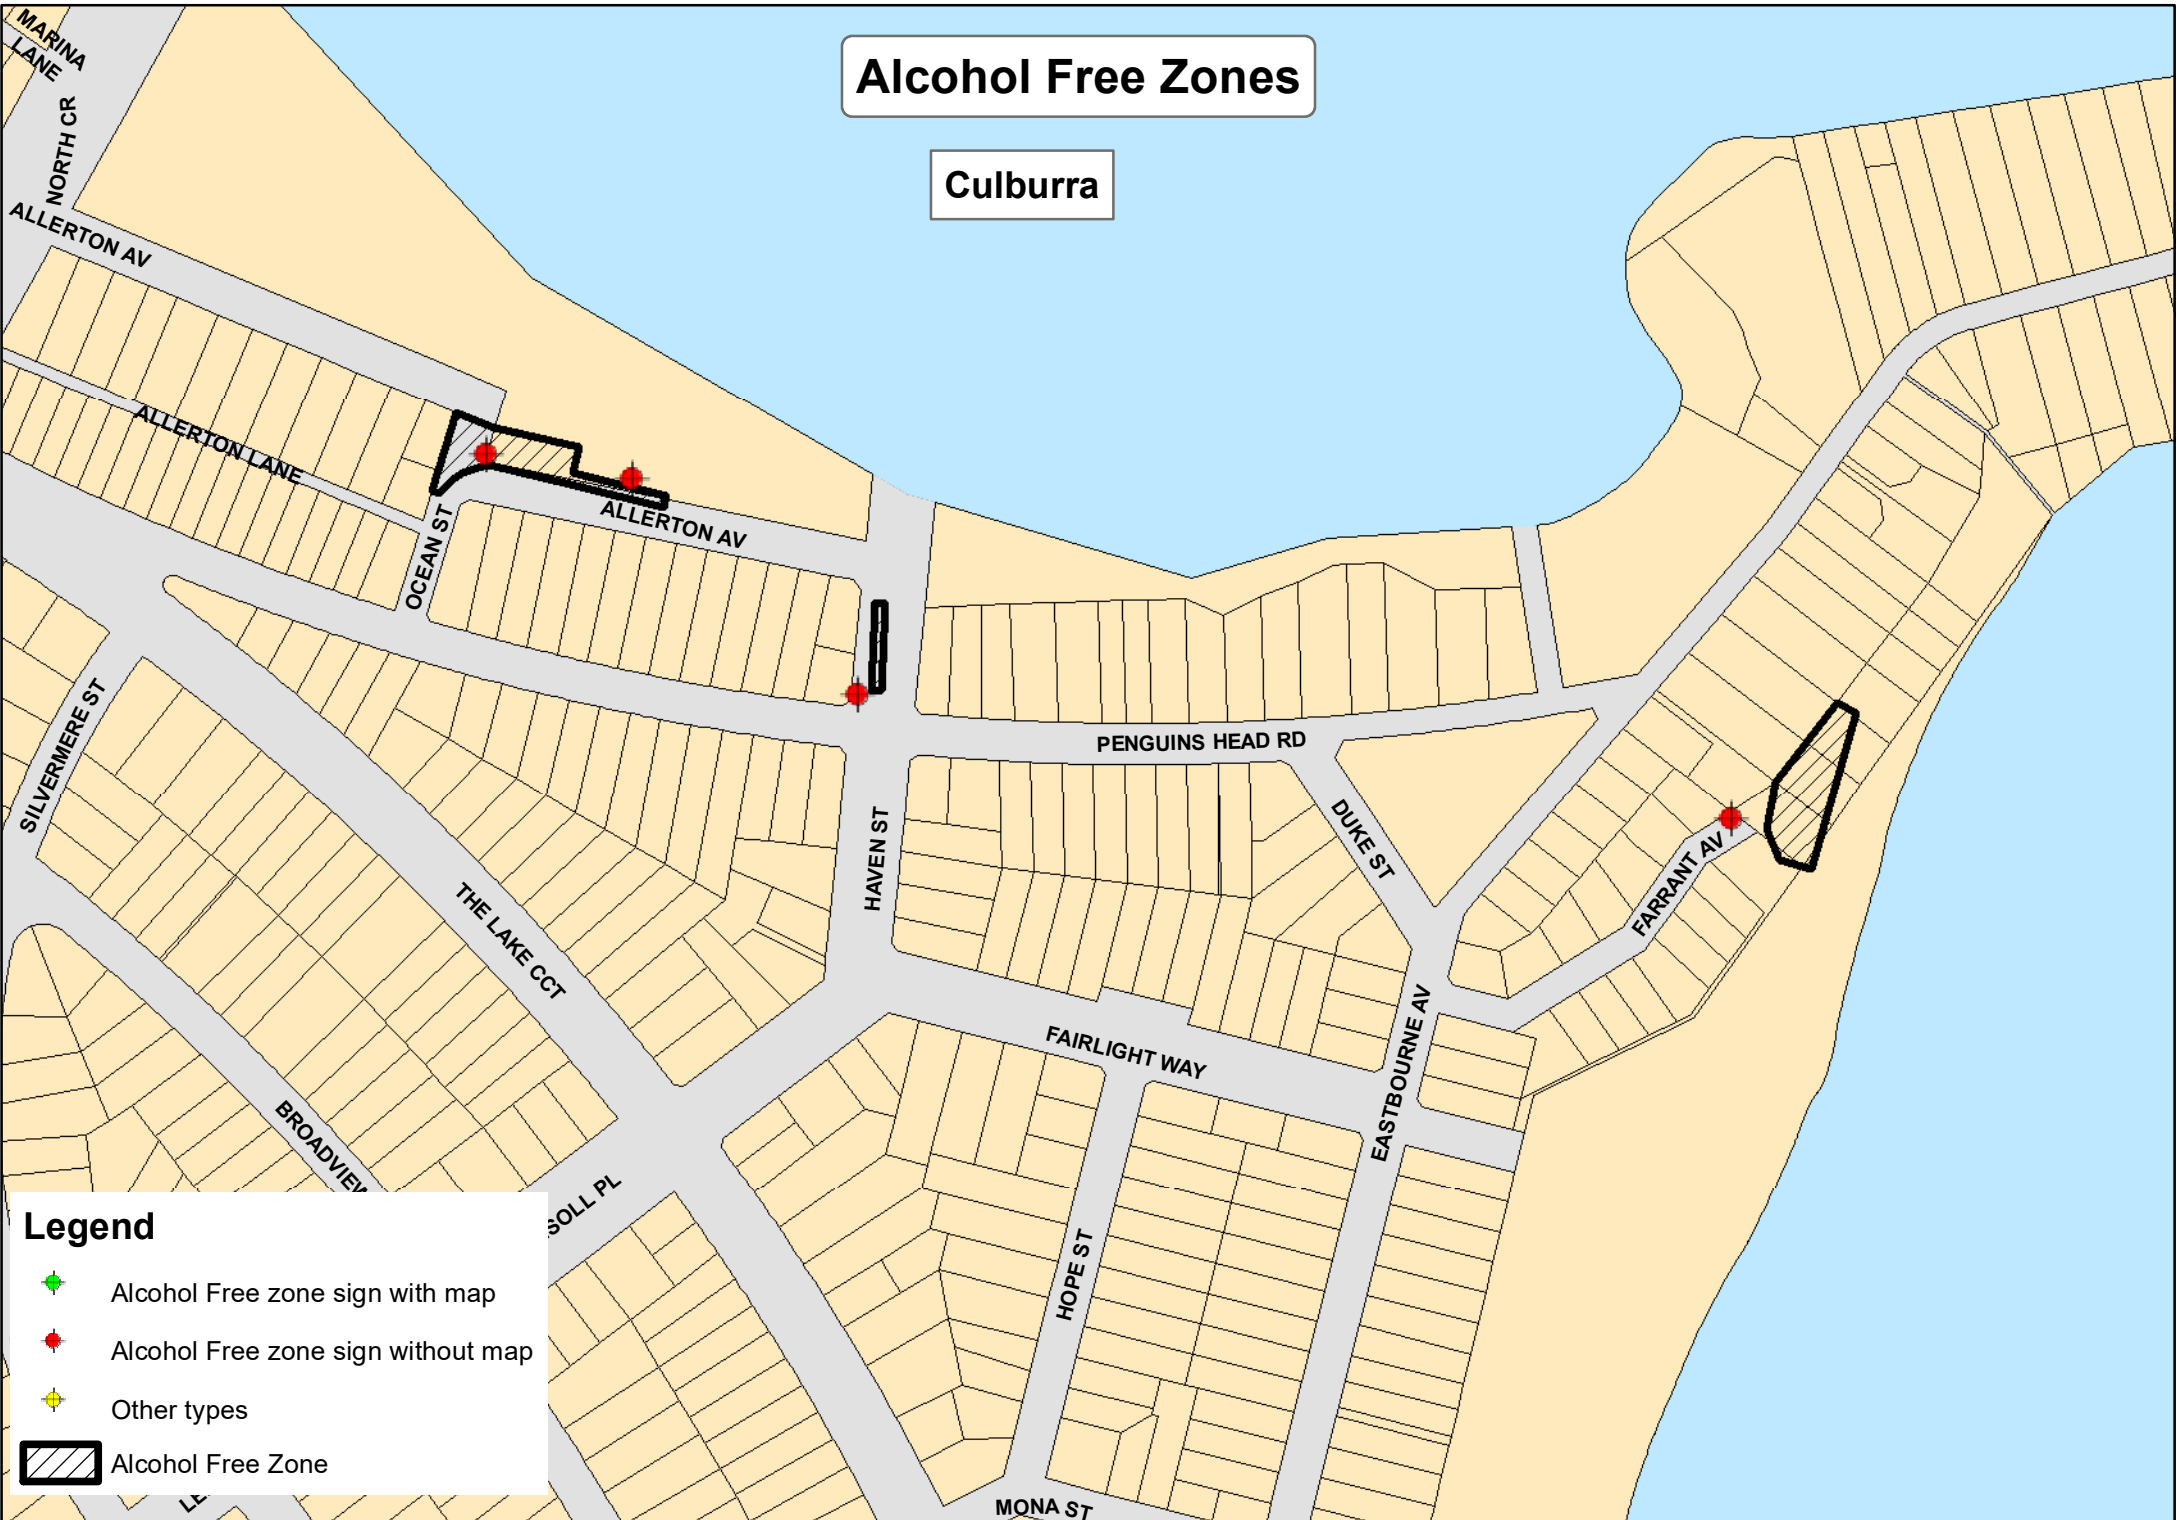 Alcohol Free Zones
Culburra
MARINA
LANE
NORTH CR
ALLERTON AV
ALLERTON LANE
OCEAN ST
ALLERTON AV
SILVERMERE ST
THE LAKE CCT
HAVEN ST
PENGUINS HEAD RD
DUKE ST
FARRANT AV
FAIRLIGHT WAY
EASTBOURNE AV
BROADVIEW
SOLL PL
HOPE ST
MONA ST
Legend
Alcohol Free zone sign with map
Alcohol Free zone sign without map
Other types
Alcohol Free Zone